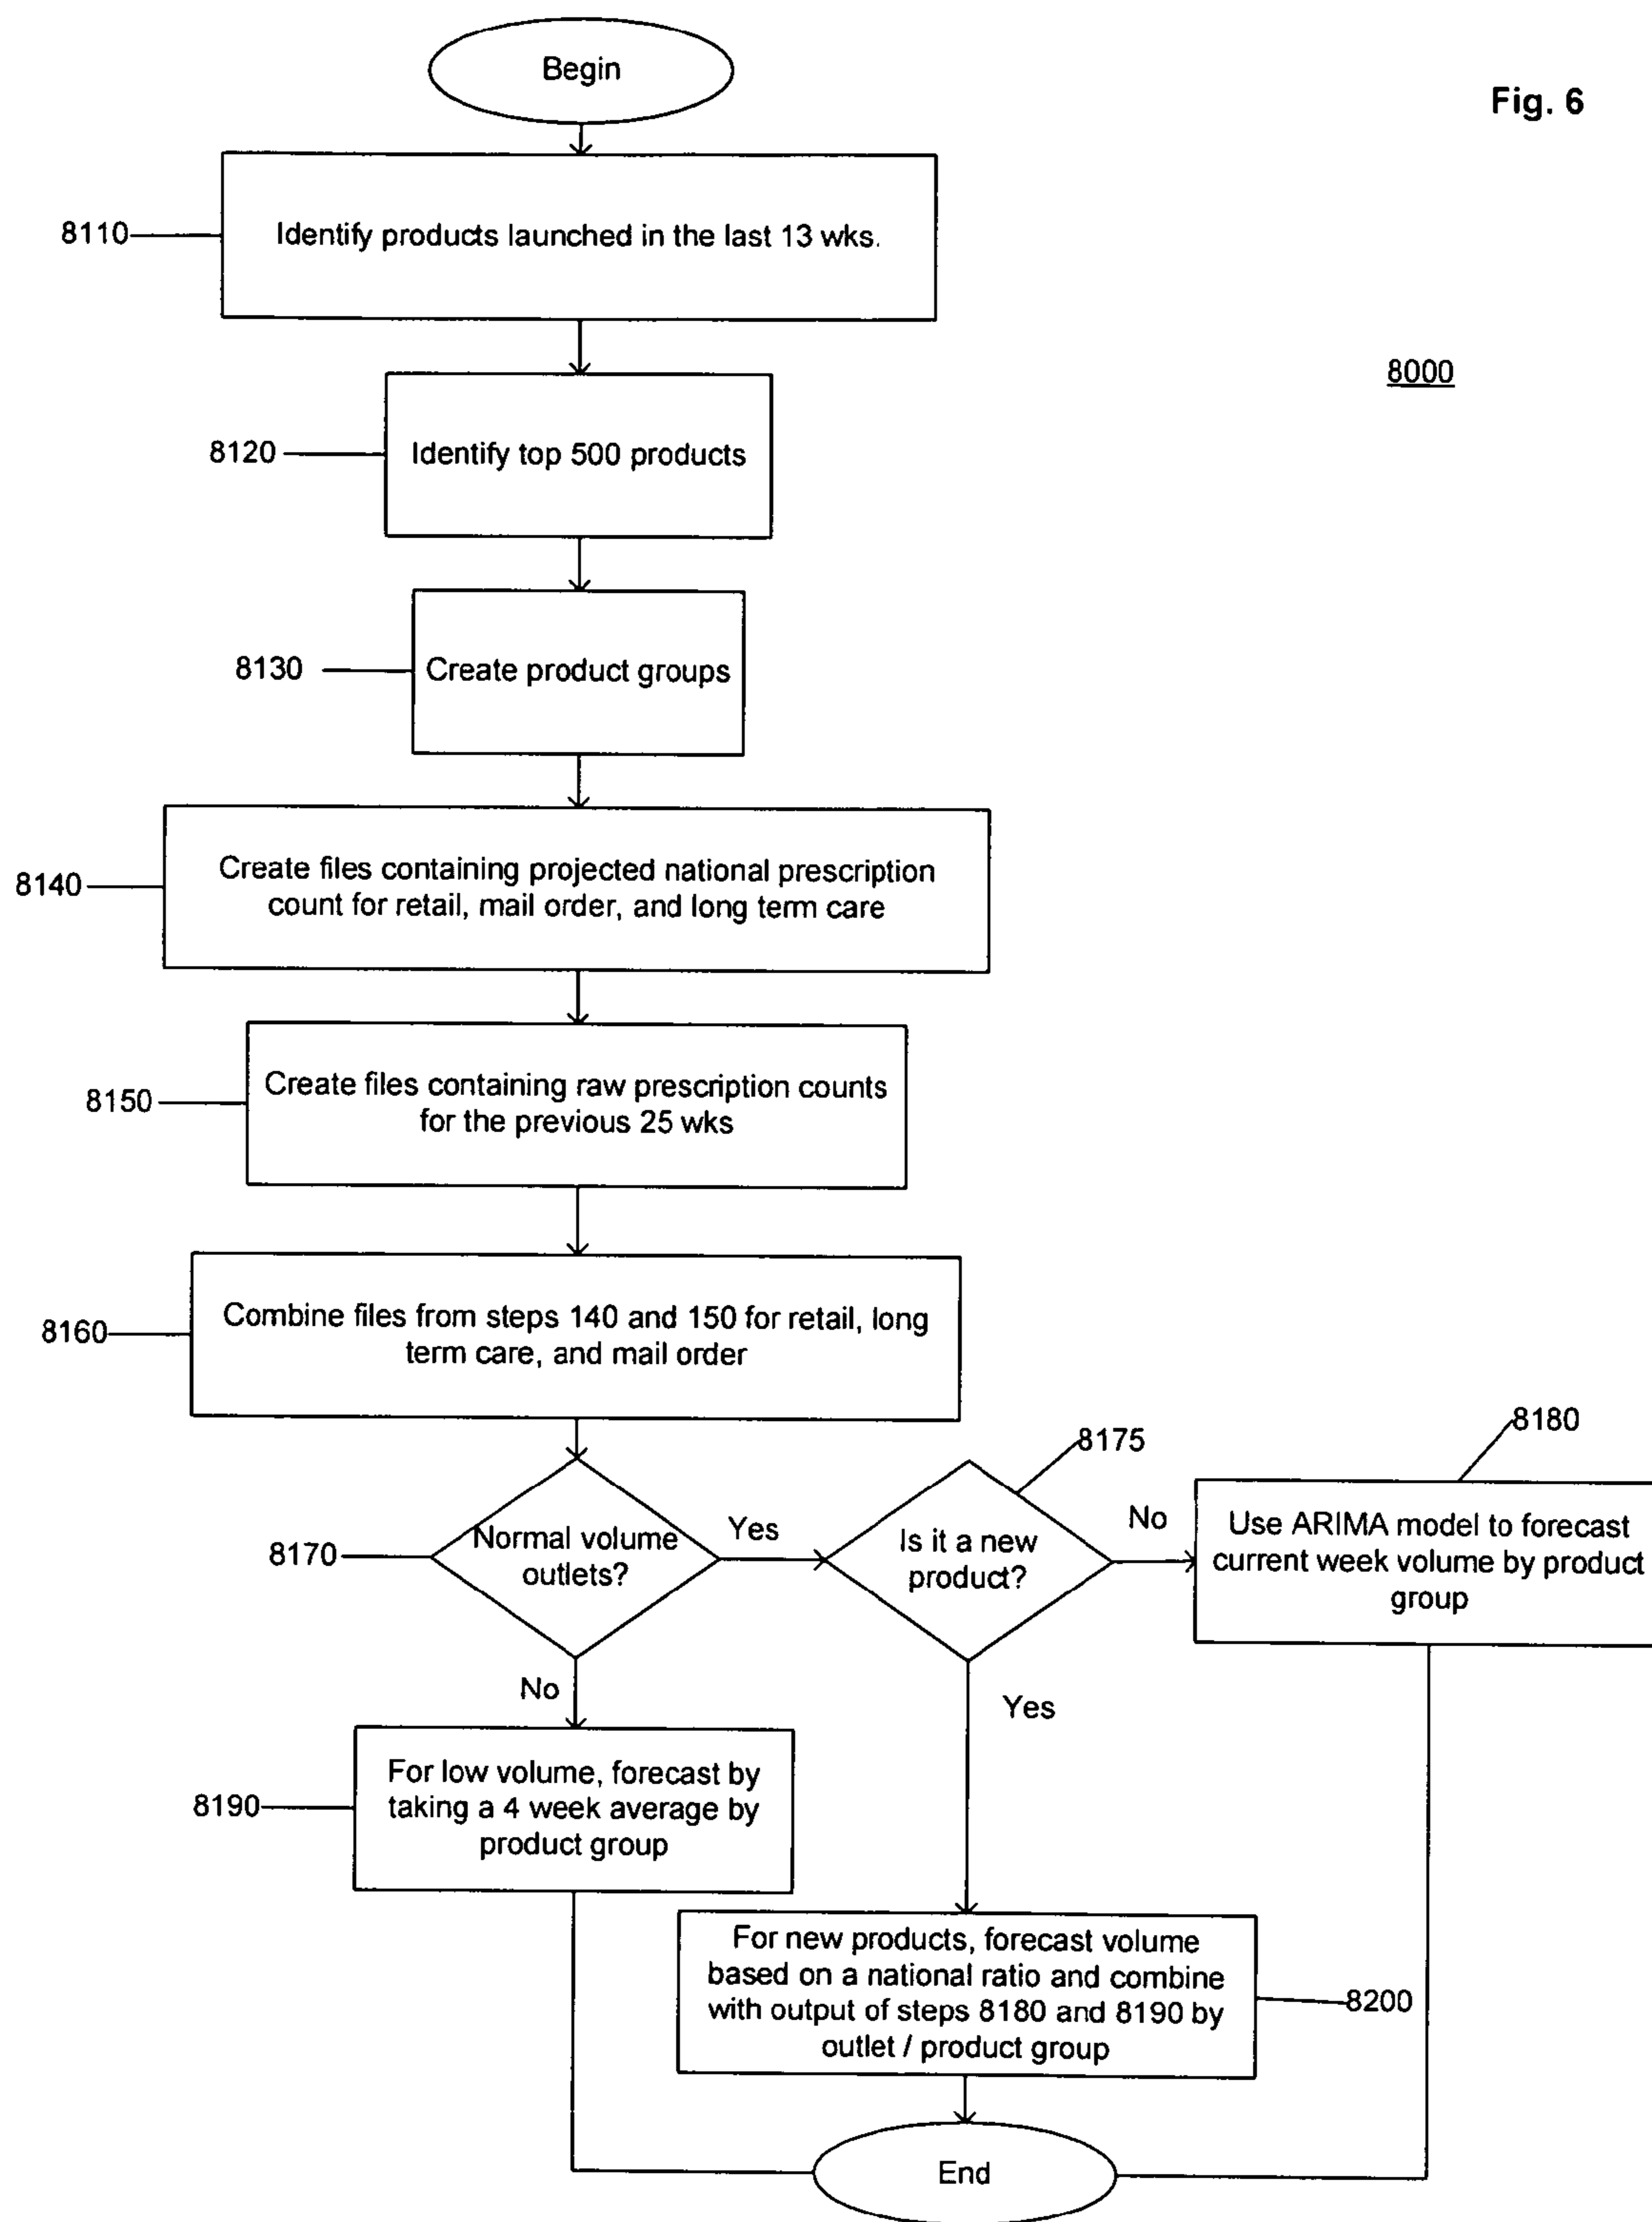 Begin
Fig. 6
8110
Identify products launched in the last 13 wks.
8000
8120
Identify top 500 products
8130
Create product groups
8140
Create files containing projected national prescription
count for retail, mail order, and long term care
8150
Create files containing raw prescription counts
for the previous 25 wks
8160
Combine files from steps 140 and 150 for retail, long
term care, and mail order
8170
Normal volume
outlets?
Yes
8175
Is it a new
product?
No
8180
Use ARIMA model to forecast
current week volume by product
group
No
Yes
8190
For low volume, forecast by
taking a 4 week average by
product group
For new products, forecast volume
based on a national ratio and combine
with output of steps 8180 and 8190 by
outlet / product group
8200
End